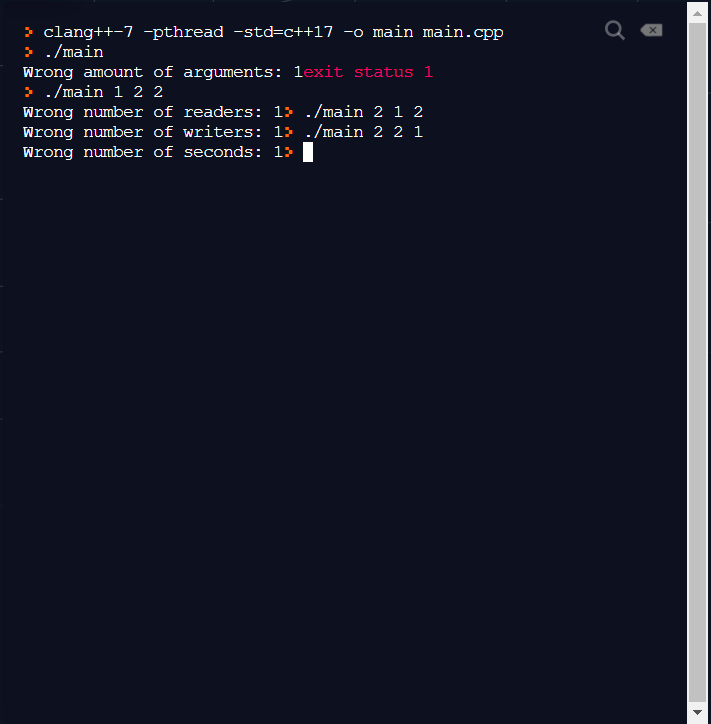 > clang++-7 -pthread -std=c++17 -o main main.cpp
> ./main
Wrong amount of arguments: 1exit status 1
> ./main 1 2 2
Wrong number of readers: 1> ./main 2 1 2
Wrong number of writers: 1> ./main 2 2 1
Wrong number of seconds: 1>